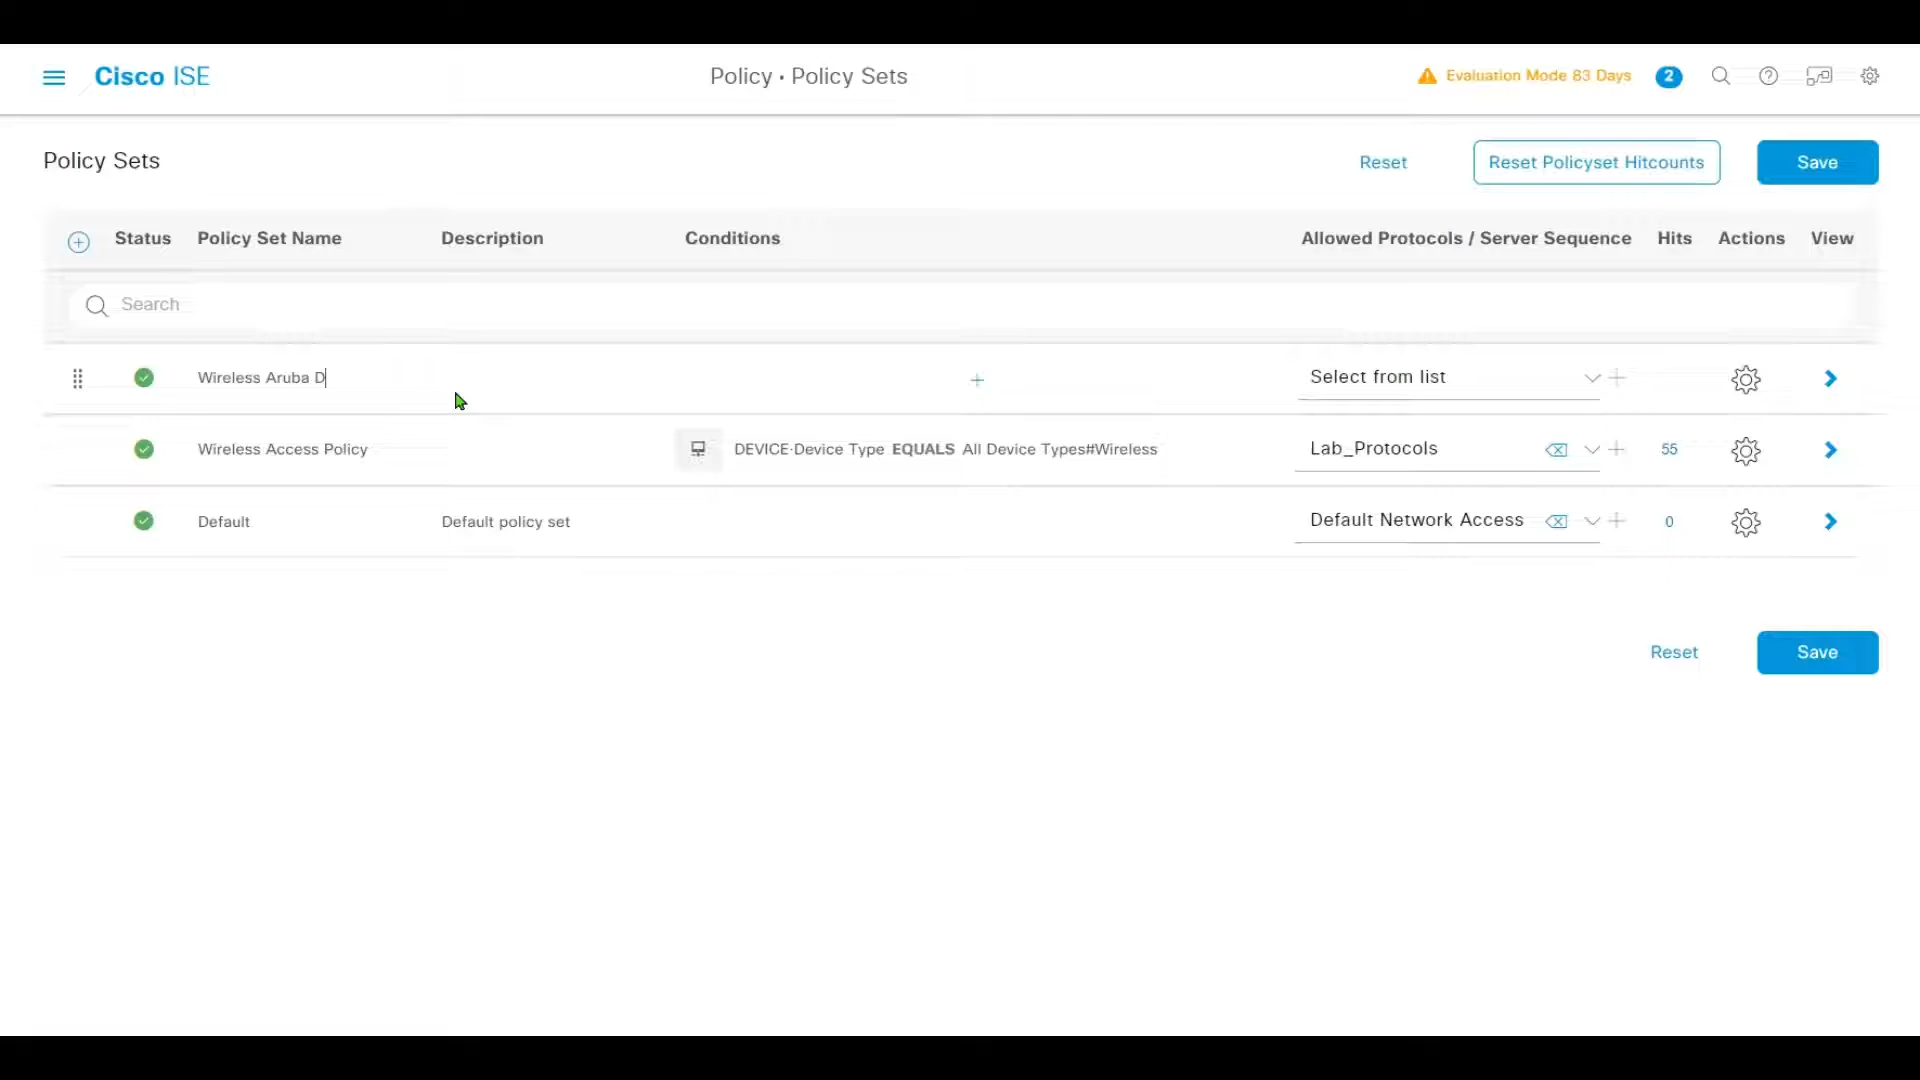 Cisco ISE
Policy · Policy Sets
Evaluation Mode 83 Days
2
Policy Sets
Reset
Reset Policyset Hitcounts
Save
Status
Policy Set Name
Description
Conditions
Allowed Protocols / Server Sequence
Hits
Actions
View
Search
Wireless Aruba D
Select from list
Wireless Access Policy
DEVICE·Device Type EQUALS All Device Types#Wireless
Lab_Protocols
55
Default
Default policy set
Default Network Access
0
Reset
Save